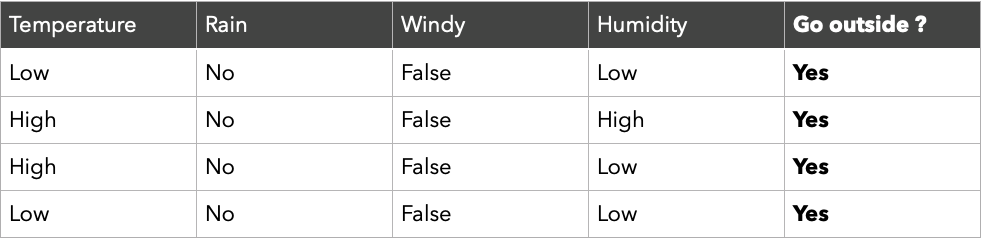 Temperature Rain Windy Humidity Go outside ?
Low No False Low Yes
High No False High Yes
High No False Low Yes
Low No False Low Yes